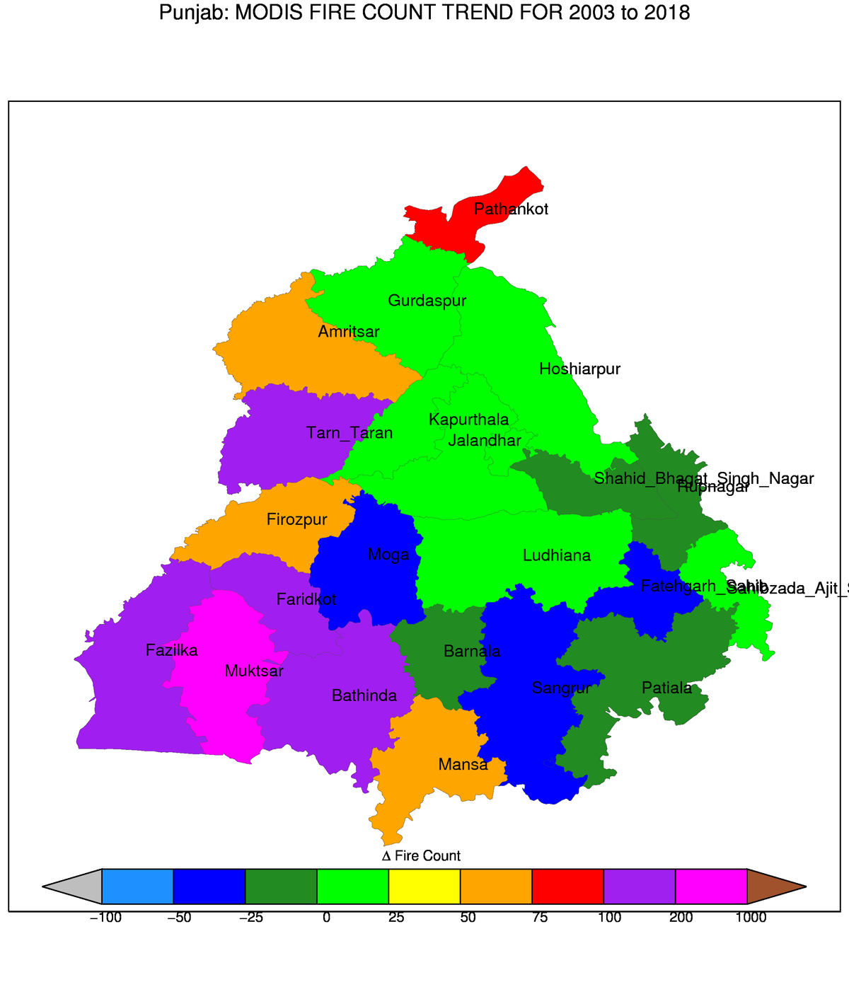 Punjab: MODIS FIRE COUNT TREND FOR 2003 to 2018
Pathankot
Gurdaspur
Amritsar
Hoshiarpur
Kapurthala
Tarn_Taran
Jalandhar
Shahid_Bhagat_Singh_Nagar
Rupnagar
Firozpur
Moga
Ludhiana
Fatehgarh_Sahib
Sahibzada_Ajit_S
Faridkot
Fazilka
Barnala
Muktsar
Sangrur
Patiala
Bathinda
Mansa
Δ Fire Count
−100 −50 −25 0 25 50 75 100 200 1000